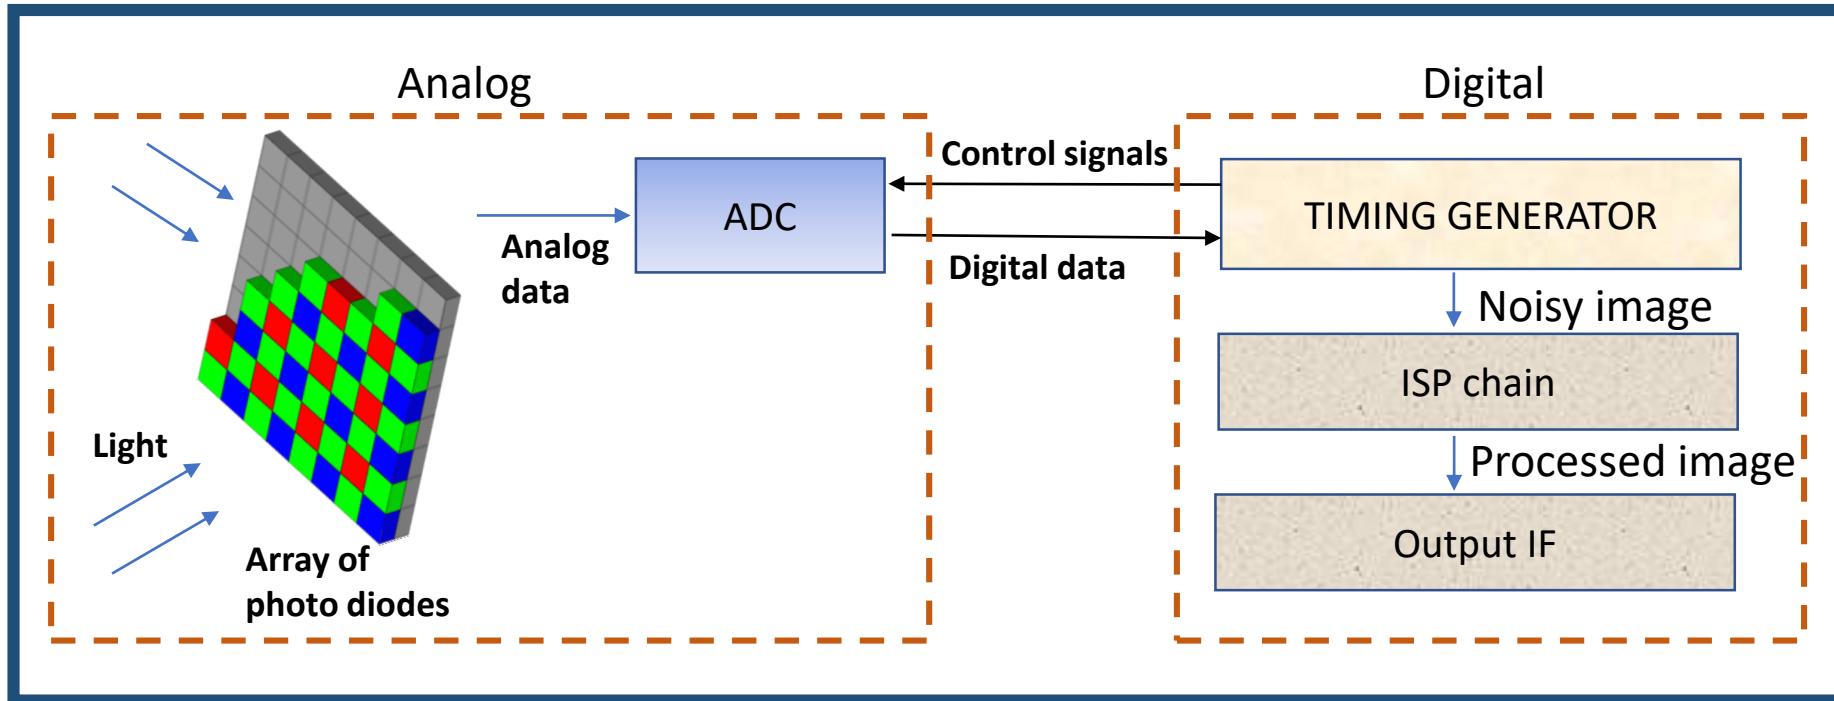 Analog
Light
Array of
photo diodes
Analog
data
ADC
Control signals
Digital data
Digital
TIMING GENERATOR
Noisy image
ISP chain
Processed image
Output IF